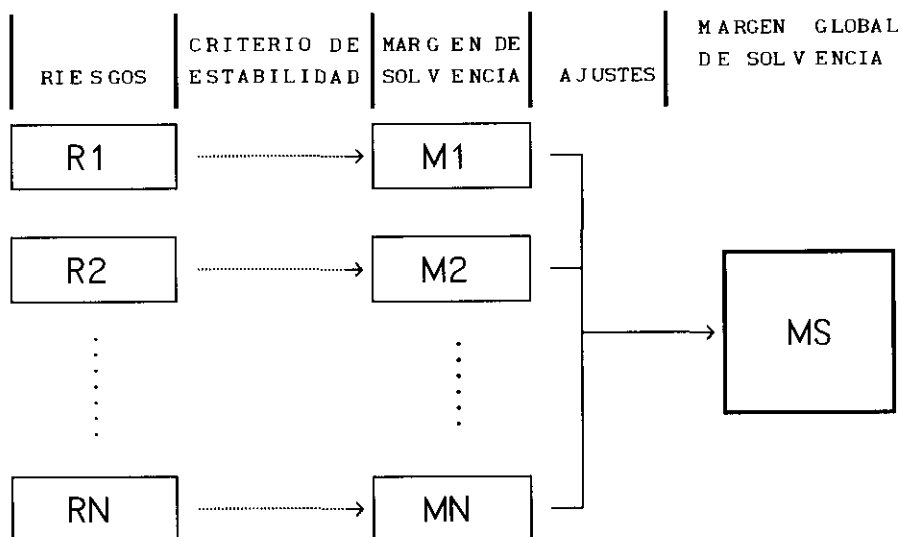 RIESGOS
CRITERIO DE
ESTABILIDAD
MARGEN DE
SOLVENCIA
AJUSTES
MARGEN GLOBAL
DE SOLVENCIA
R1
M1
R2
M2
MS
RN
MN